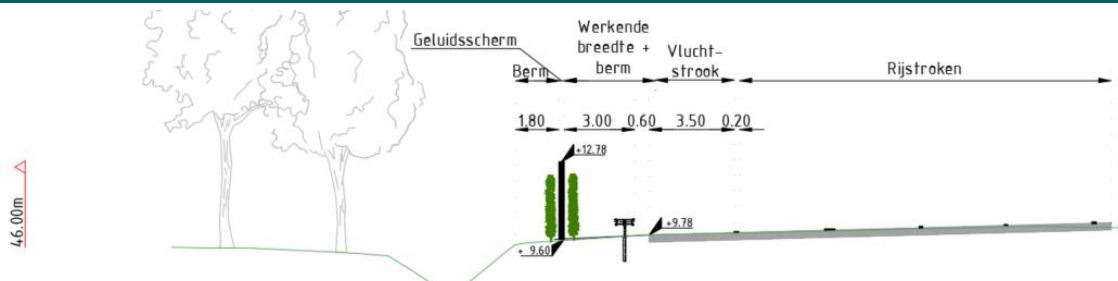 Geluidsscherm
Werkende
breedte +
berm
Vlucht-
strook
Berm
Rijstroken
1.80 3.00 0.60 3.50 0.20
+12.78
+9.78
+ 9.60
46.00m